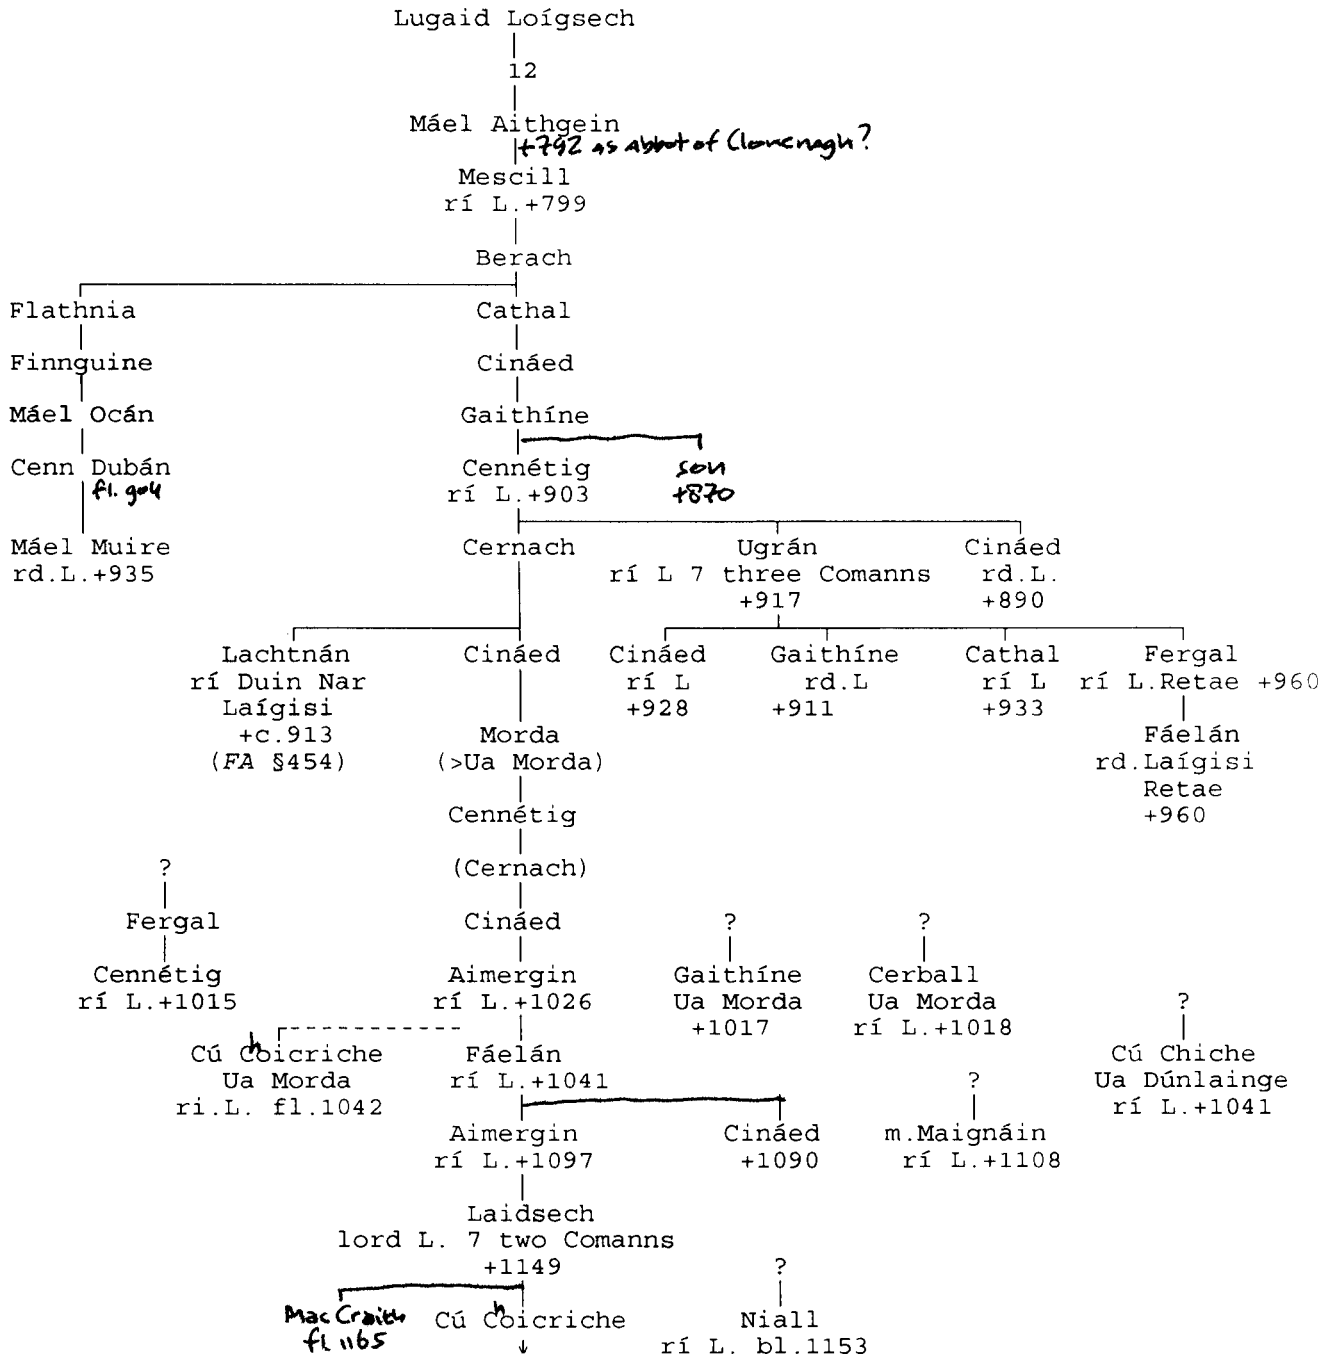 Lugaid Loígsech
12
Máel Aithgein
+792 as abbot of Clonenagh?
Mescill
rí L.+799
Berach
Flathnia Cathal
Finnguine Cináed
Máel Ocán Gaithíne
Cenn Dubán Cennétig son
fl. 904 rí L.+903 +870
Máel Muire Cernach Ugrán Cináed
rd.L.+935 rí L 7 three Comanns rd.L.
+917 +890
Lachtnán Cináed Cináed Gaithíne Cathal Fergal
rí Duin Nar rí L rd.L rí L rí L.Retae +960
Laígisi +928 +911 +933
+c.913 Morda Fáelán
(FA §454) (>Ua Morda) rd.Laígisi
Retae
Cennétig +960
? (Cernach)
Fergal Cináed ? ?
Cennétig Aimergin Gaithíne Cerball
rí L.+1015 rí L.+1026 Ua Morda Ua Morda ?
+1017 rí L.+1018
Cú Choicriche Fáelán Cú Chiche
Ua Morda rí L.+1041 ? Ua Dúnlainge
ri.L. fl.1042 rí L.+1041
Aimergin Cináed m.Maignáin
rí L.+1097 +1090 rí L.+1108
Laidsech
lord L. 7 two Comanns
+1149 ?
Mac Craith Cú Choicriche Niall
fl 1165 rí L. bl.1153